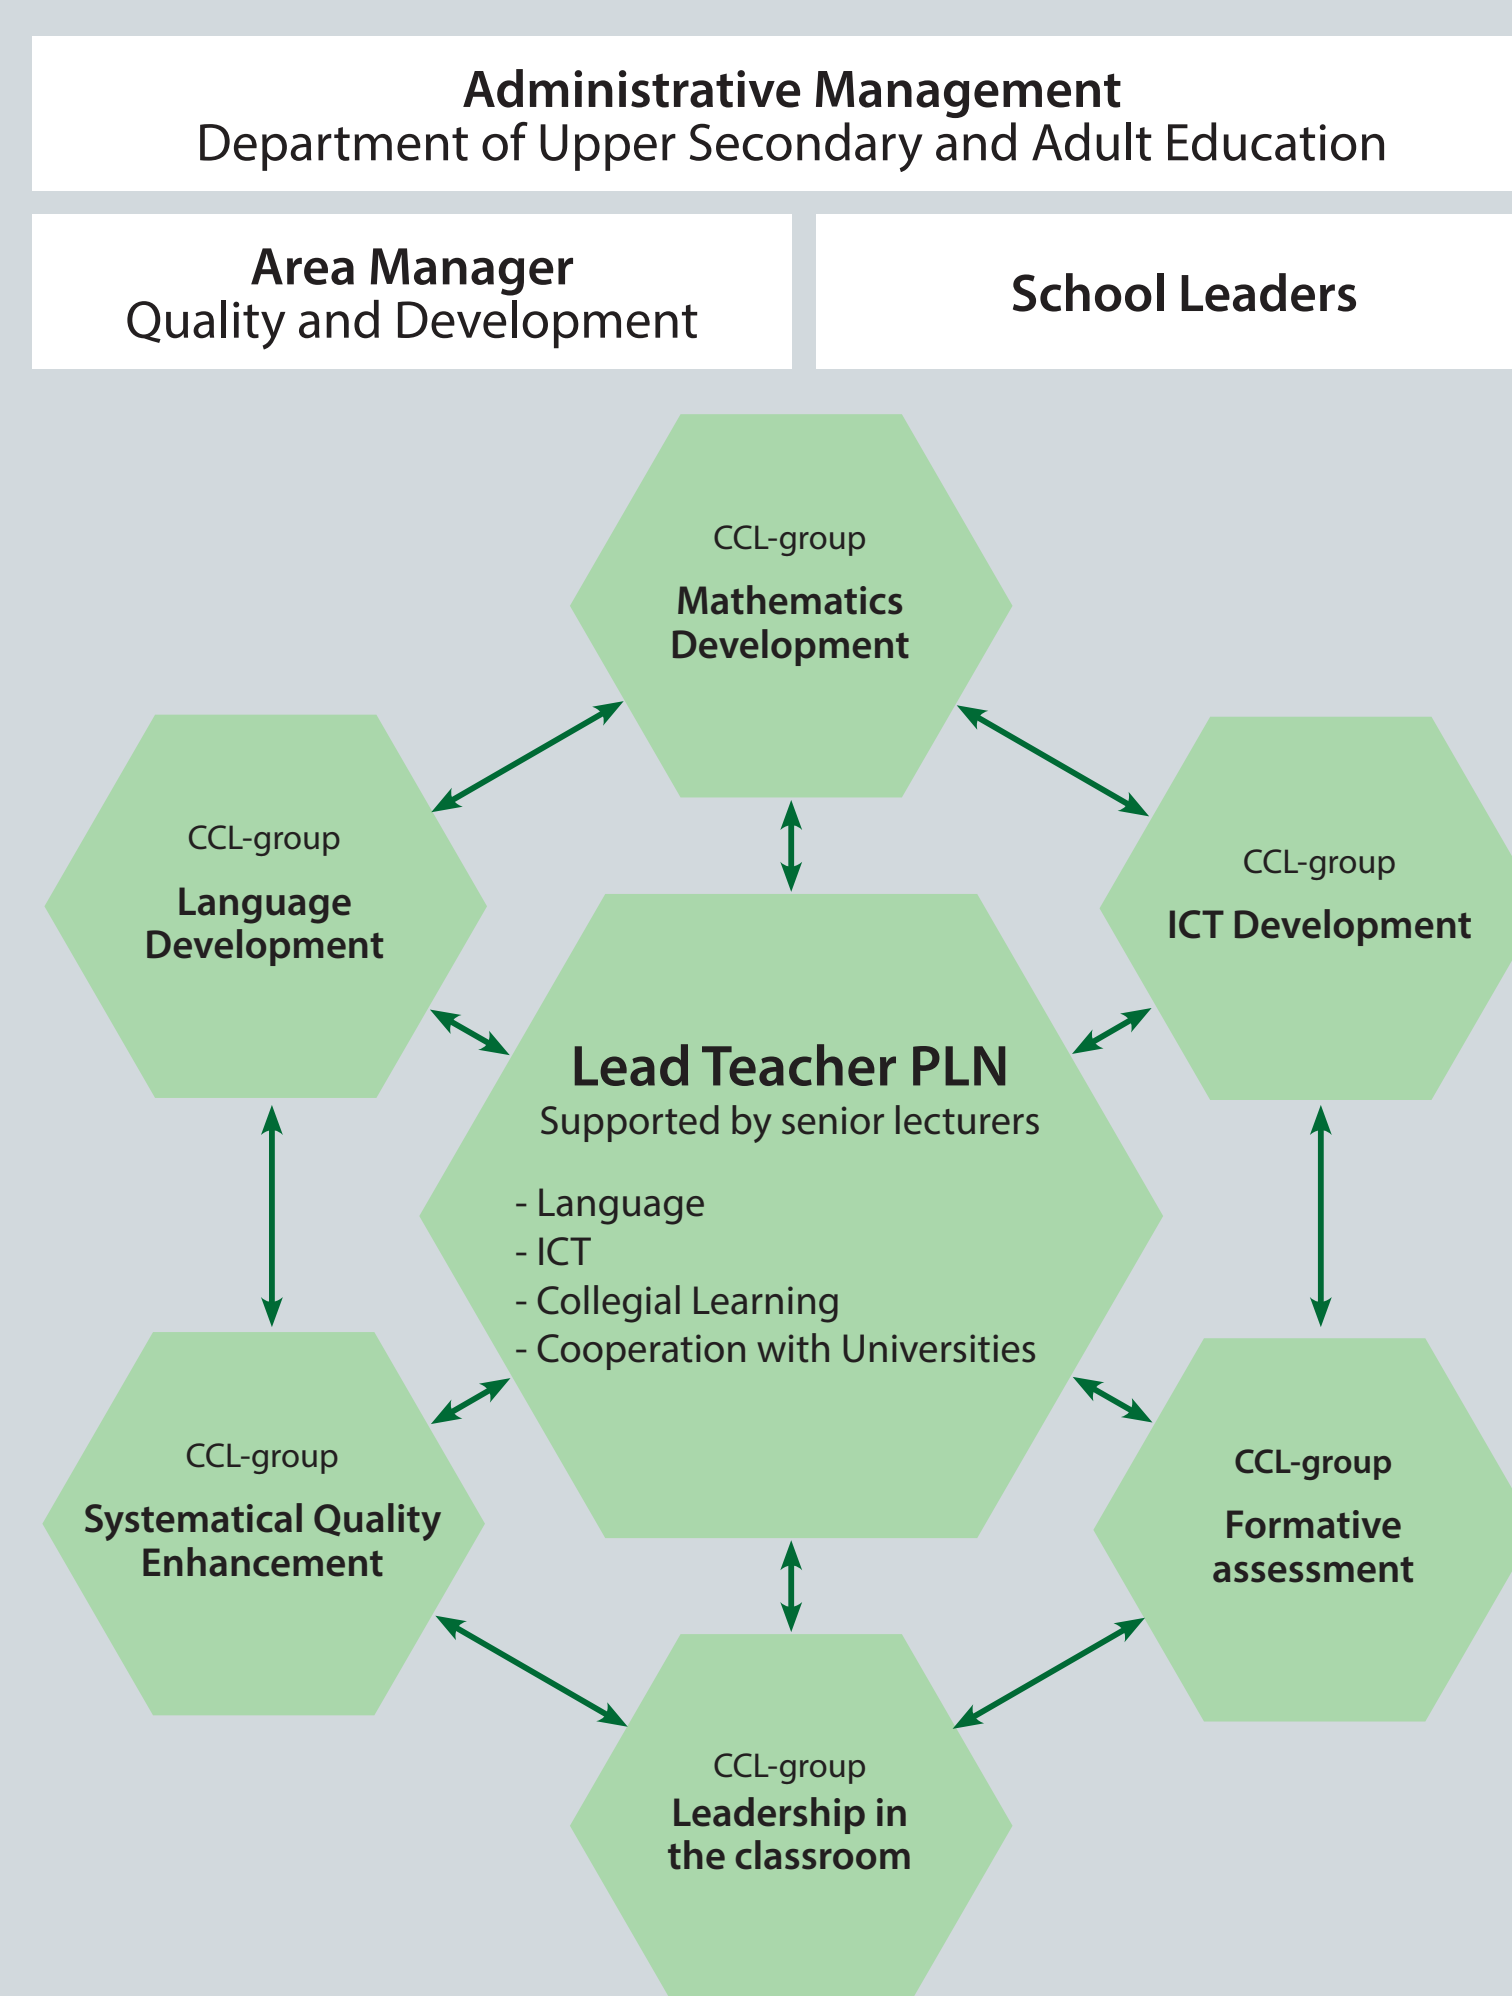 Administrative Management
Department of Upper Secondary and Adult Education
Area Manager
Quality and Development
School Leaders
CCL-group
Mathematics
Development
CCL-group
Language
Development
CCL-group
ICT Development
Lead Teacher PLN
Supported by senior lecturers
- Language
- ICT
- Collegial Learning
- Cooperation with Universities
CCL-group
Systematical Quality
Enhancement
CCL-group
Formative
assessment
CCL-group
Leadership in
the classroom